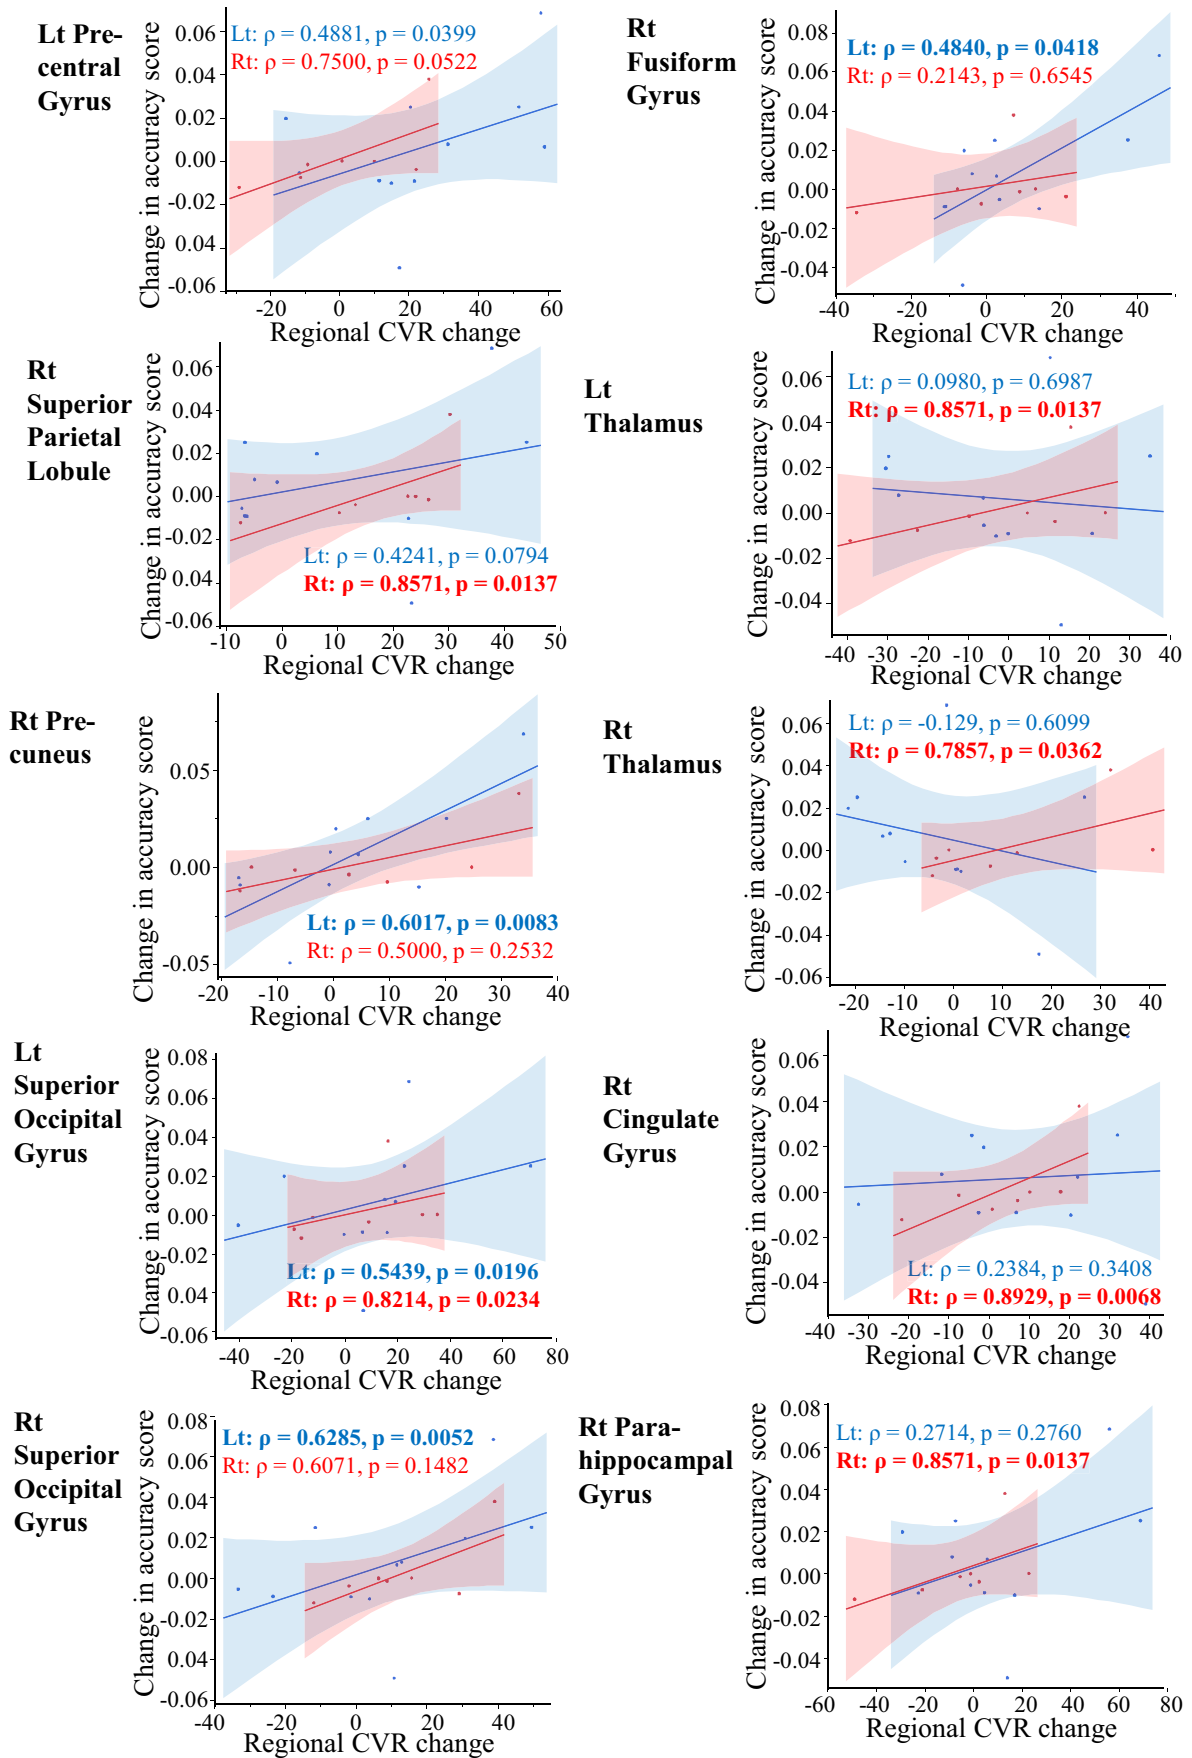 Lt Pre-
central
Gyrus
Change in accuracy score
0.06
0.04
0.02
0.00
-0.02
0.04
-0.06
Lt: ρ = 0.4881, p = 0.0399
Rt: ρ = 0.7500, p = 0.0522
-20 0 20 40 60
Regional CVR change
Rt
Fusiform
Gyrus
Change in accuracy score
0.08
0.06
0.04
0.02
0.00
-0.02
-0.04
Lt: ρ = 0.4840, p = 0.0418
Rt: ρ = 0.2143, p = 0.6545
-40 -20 0 20 40
Regional CVR change
Rt
Superior
Parietal
Lobule
Change in accuracy score
0.06
0.04
0.02
0.00
-0.02
0.04
-0.06
Lt: ρ = 0.4241, p = 0.0794
Rt: ρ = 0.8571, p = 0.0137
-10 0 10 20 30 40 50
Regional CVR change
Lt
Thalamus
Change in accuracy score
0.06
0.04
0.02
0.00
-0.02
-0.04
Lt: ρ = 0.0980, p = 0.6987
Rt: ρ = 0.8571, p = 0.0137
-40 -30 -20 -10 0 10 20 30 40
Regional CVR change
Rt Pre-
cuneus
Change in accuracy score
0.05
0.00
-0.05
Lt: ρ = 0.6017, p = 0.0083
Rt: ρ = 0.5000, p = 0.2532
-20 -10 0 10 20 30 40
Regional CVR change
Rt
Thalamus
Change in accuracy score
0.06
0.04
0.02
0.00
-0.02
-0.04
-0.06
Lt: ρ = -0.129, p = 0.6099
Rt: ρ = 0.7857, p = 0.0362
-20 -10 0 10 20 30 40
Regional CVR change
Lt
Superior
Occipital
Gyrus
Change in accuracy score
0.08
0.06
0.04
0.02
0.00
-0.02
-0.04
-0.06
Lt: ρ = 0.5439, p = 0.0196
Rt: ρ = 0.8214, p = 0.0234
-40 -20 0 20 40 60 80
Regional CVR change
Rt
Cingulate
Gyrus
Change in accuracy score
0.06
0.04
0.02
0.00
-0.02
-0.04
Lt: ρ = 0.2384, p = 0.3408
Rt: ρ = 0.8929, p = 0.0068
-40 -30 -20 -10 0 10 20 30 40
Regional CVR change
Rt
Superior
Occipital
Gyrus
Change in accuracy score
0.08
0.06
0.04
0.02
0.00
-0.02
0.04
-0.06
Lt: ρ = 0.6285, p = 0.0052
Rt: ρ = 0.6071, p = 0.1482
-40 -20 0 20 40 60
Regional CVR change
Rt Para-
hippocampal
Gyrus
Change in accuracy score
0.08
0.06
0.04
0.02
0.00
-0.02
-0.04
Lt: ρ = 0.2714, p = 0.2760
Rt: ρ = 0.8571, p = 0.0137
-60 -40 -20 0 20 40 60 80
Regional CVR change